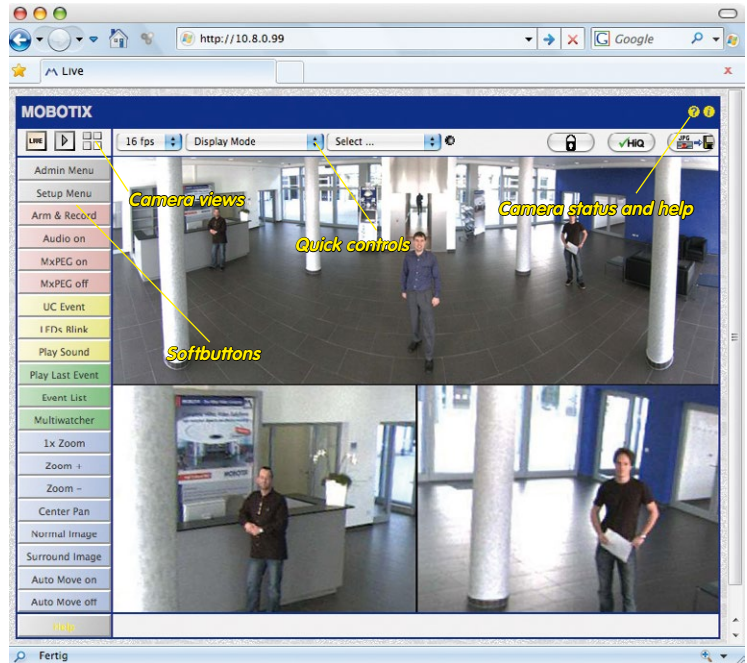 http://10.8.0.99
Google
Live
MOBOTIX
LIVE
16 fps
Display Mode
Select ...
HiQ
JPG
Admin Menu
Setup Menu
Camera views
Camera status and help
Arm & Record
Audio on
Quick controls
MxPEG on
MxPEG off
UC Event
LEDs Blink
Play Sound
Softbuttons
Play Last Event
Event List
Multiwatcher
1x Zoom
Zoom +
MOBOTIX
Zoom -
Center Pan
Normal Image
Surround Image
Auto Move on
Auto Move off
Help
Fertig